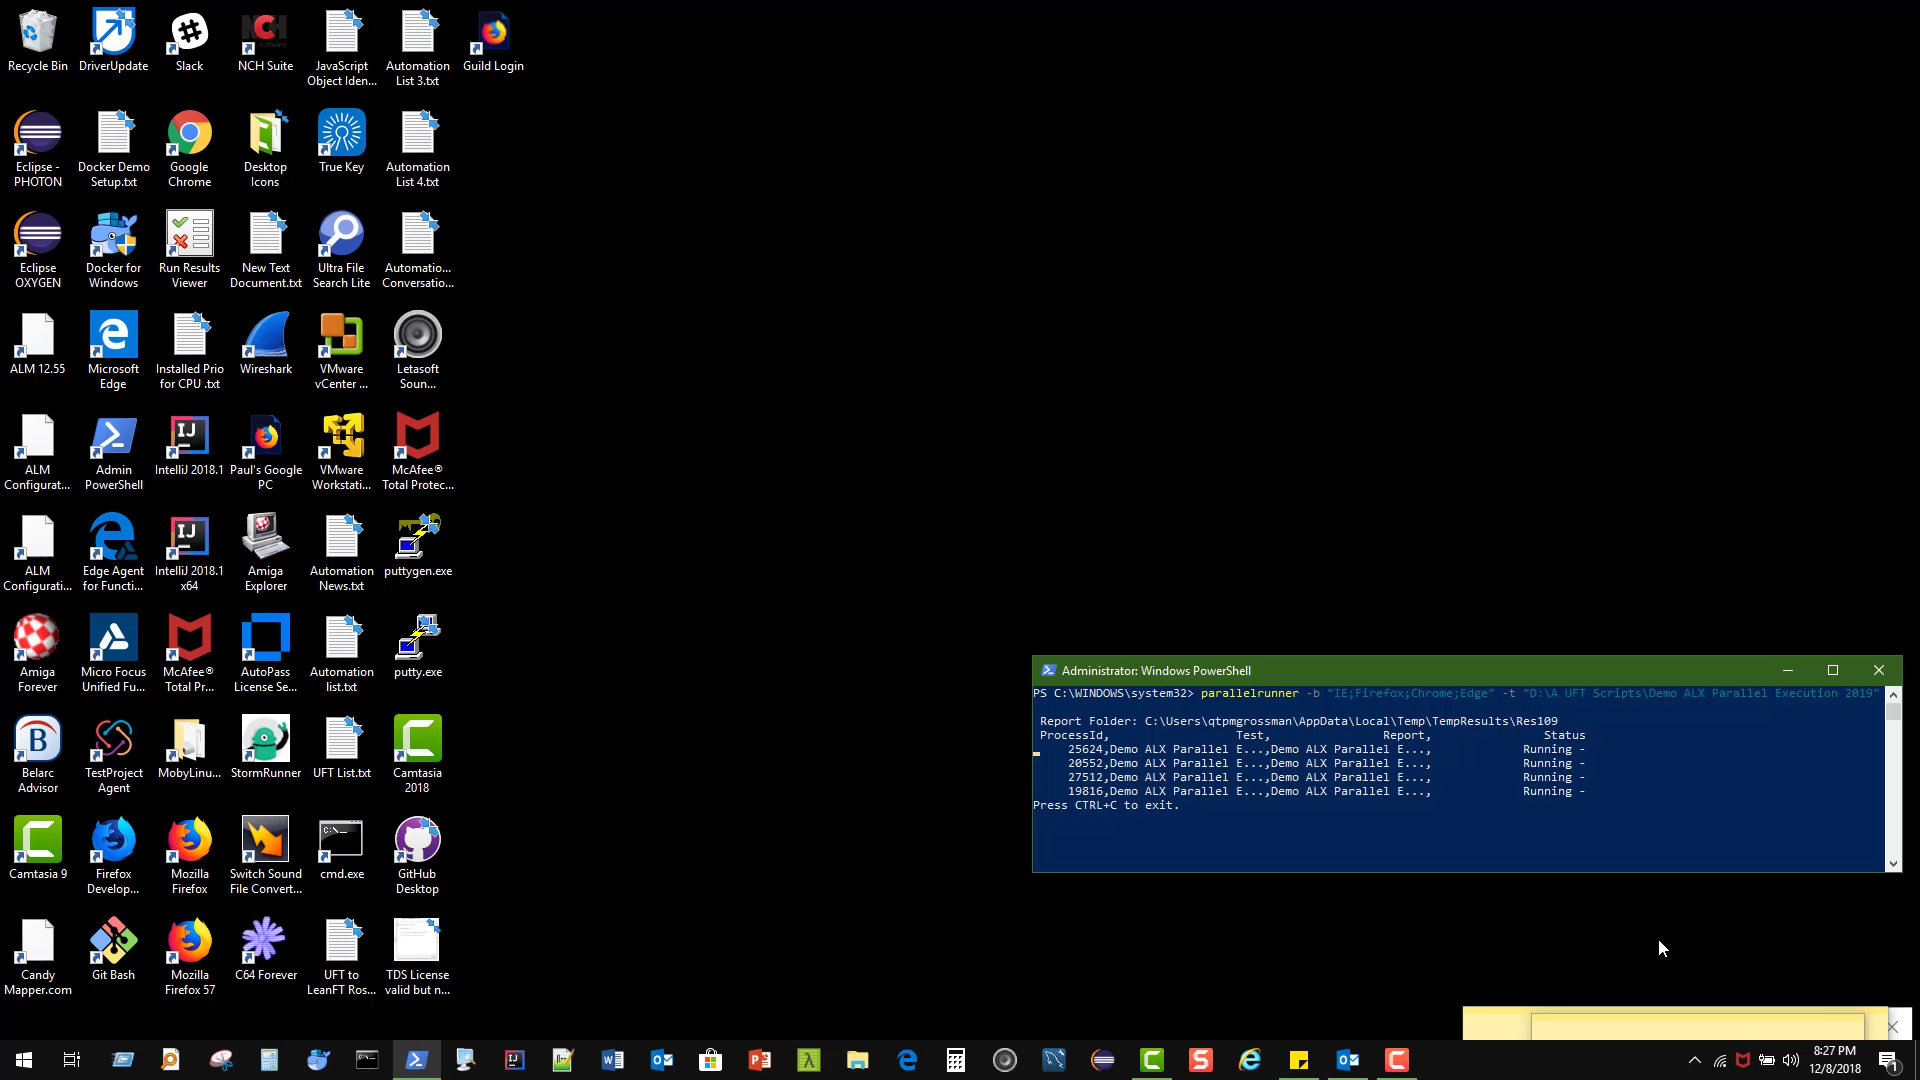 Recycle Bin
DriverUpdate
Slack
NCH Suite
JavaScript
Object Iden...
Automation
List 3.txt
Guild Login
Eclipse -
PHOTON
Docker Demo
Setup.txt
Google
Chrome
Desktop
Icons
True Key
Automation
List 4.txt
Eclipse
OXYGEN
Docker for
Windows
Run Results
Viewer
New Text
Document.txt
Ultra File
Search Lite
Automatio...
Conversatio...
ALM 12.55
Microsoft
Edge
Installed Prio
for CPU .txt
Wireshark
VMware
vCenter ...
Letasoft
Soun...
ALM
Configurat...
Admin
PowerShell
IntelliJ 2018.1
Paul's Google
PC
VMware
Workstati...
McAfee®
Total Protec...
ALM
Configurati...
Edge Agent
for Functi...
IntelliJ 2018.1
x64
Amiga
Explorer
Automation
News.txt
puttygen.exe
Amiga
Forever
Micro Focus
Unified Fu...
McAfee®
Total Pr...
AutoPass
License Se...
Automation
list.txt
putty.exe
Belarc
Advisor
TestProject
Agent
MobyLinu...
StormRunner
UFT List.txt
Camtasia
2018
Camtasia 9
Firefox
Develop...
Mozilla
Firefox
Switch Sound
File Convert...
cmd.exe
GitHub
Desktop
Candy
Mapper.com
Git Bash
Mozilla
Firefox 57
C64 Forever
UFT to
LeanFT Ros...
TDS License
valid but n...
Administrator: Windows PowerShell
PS C:\WINDOWS\system32> parallelrunner -b "IE;Firefox;Chrome;Edge" -t "D:\A UFT Scripts\Demo ALX Parallel Execution 2019"
Report Folder: C:\Users\qtpmgrossman\AppData\Local\Temp\TempResults\Res109
ProcessId, Test, Report, Status
25624,Demo ALX Parallel E...,Demo ALX Parallel E..., Running -
20552,Demo ALX Parallel E...,Demo ALX Parallel E..., Running -
27512,Demo ALX Parallel E...,Demo ALX Parallel E..., Running -
19816,Demo ALX Parallel E...,Demo ALX Parallel E..., Running -
Press CTRL+C to exit.
8:27 PM
12/8/2018
1